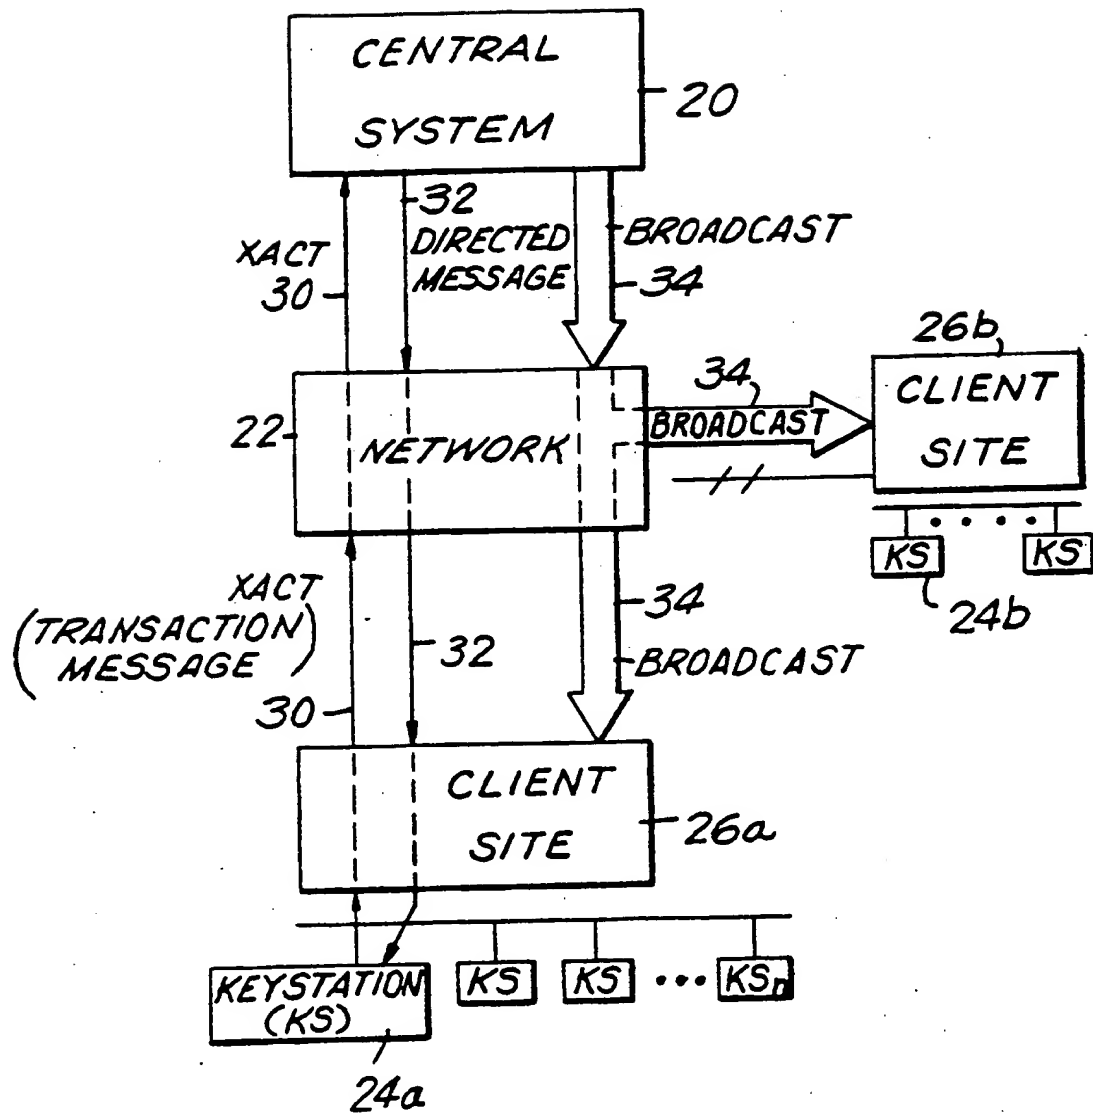 CENTRAL
SYSTEM
20
32
DIRECTED
MESSAGE
BROADCAST
34
XACT
30
26b
CLIENT
SITE
34
BROADCAST
22
NETWORK
KS
KS
24b
XACT
(TRANSACTION
MESSAGE)
30
32
34
BROADCAST
CLIENT
SITE
26a
KEYSTATION
(KS)
KS
KS
•••
KSn
24a